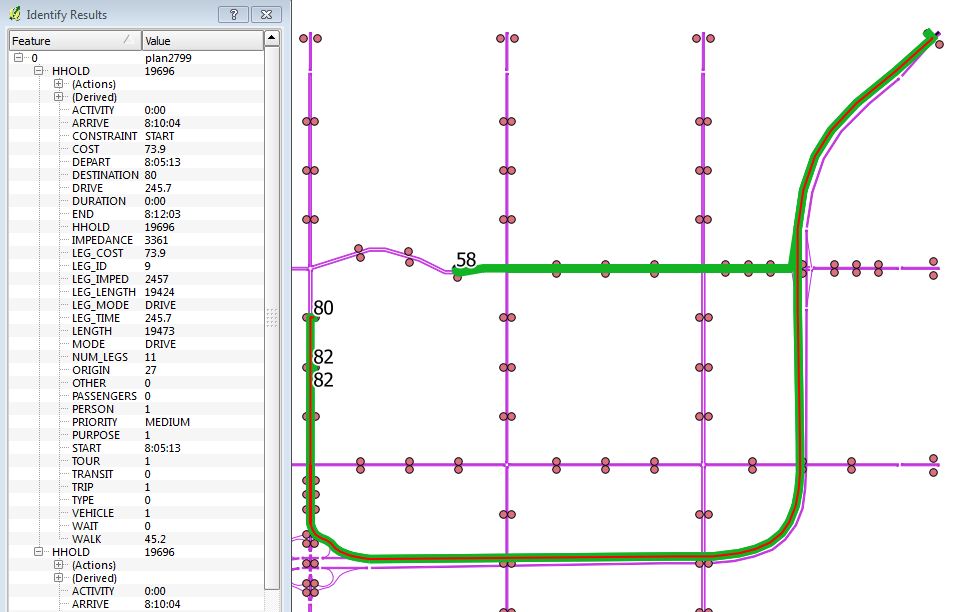 Identify Results
Feature Value
0 plan2799
HHOLD 19696
(Actions)
(Derived)
ACTIVITY 0:00
ARRIVE 8:10:04
CONSTRAINT START
COST 73.9
DEPART 8:05:13
DESTINATION 80
DRIVE 245.7
DURATION 0:00
END 8:12:03
HHOLD 19696
IMPEDANCE 3361
LEG_COST 73.9
LEG_ID 9
LEG_IMPED 2457
LEG_LENGTH 19424
LEG_MODE DRIVE
LEG_TIME 245.7
LENGTH 19473
MODE DRIVE
NUM_LEGS 11
ORIGIN 27
OTHER 0
PASSENGERS 0
PERSON 1
PRIORITY MEDIUM
PURPOSE 1
START 8:05:13
TOUR 1
TRANSIT 0
TRIP 1
TYPE 0
VEHICLE 1
WAIT 0
WALK 45.2
HHOLD 19696
(Actions)
(Derived)
ACTIVITY 0:00
ARRIVE 8:10:04
58
80
82
82